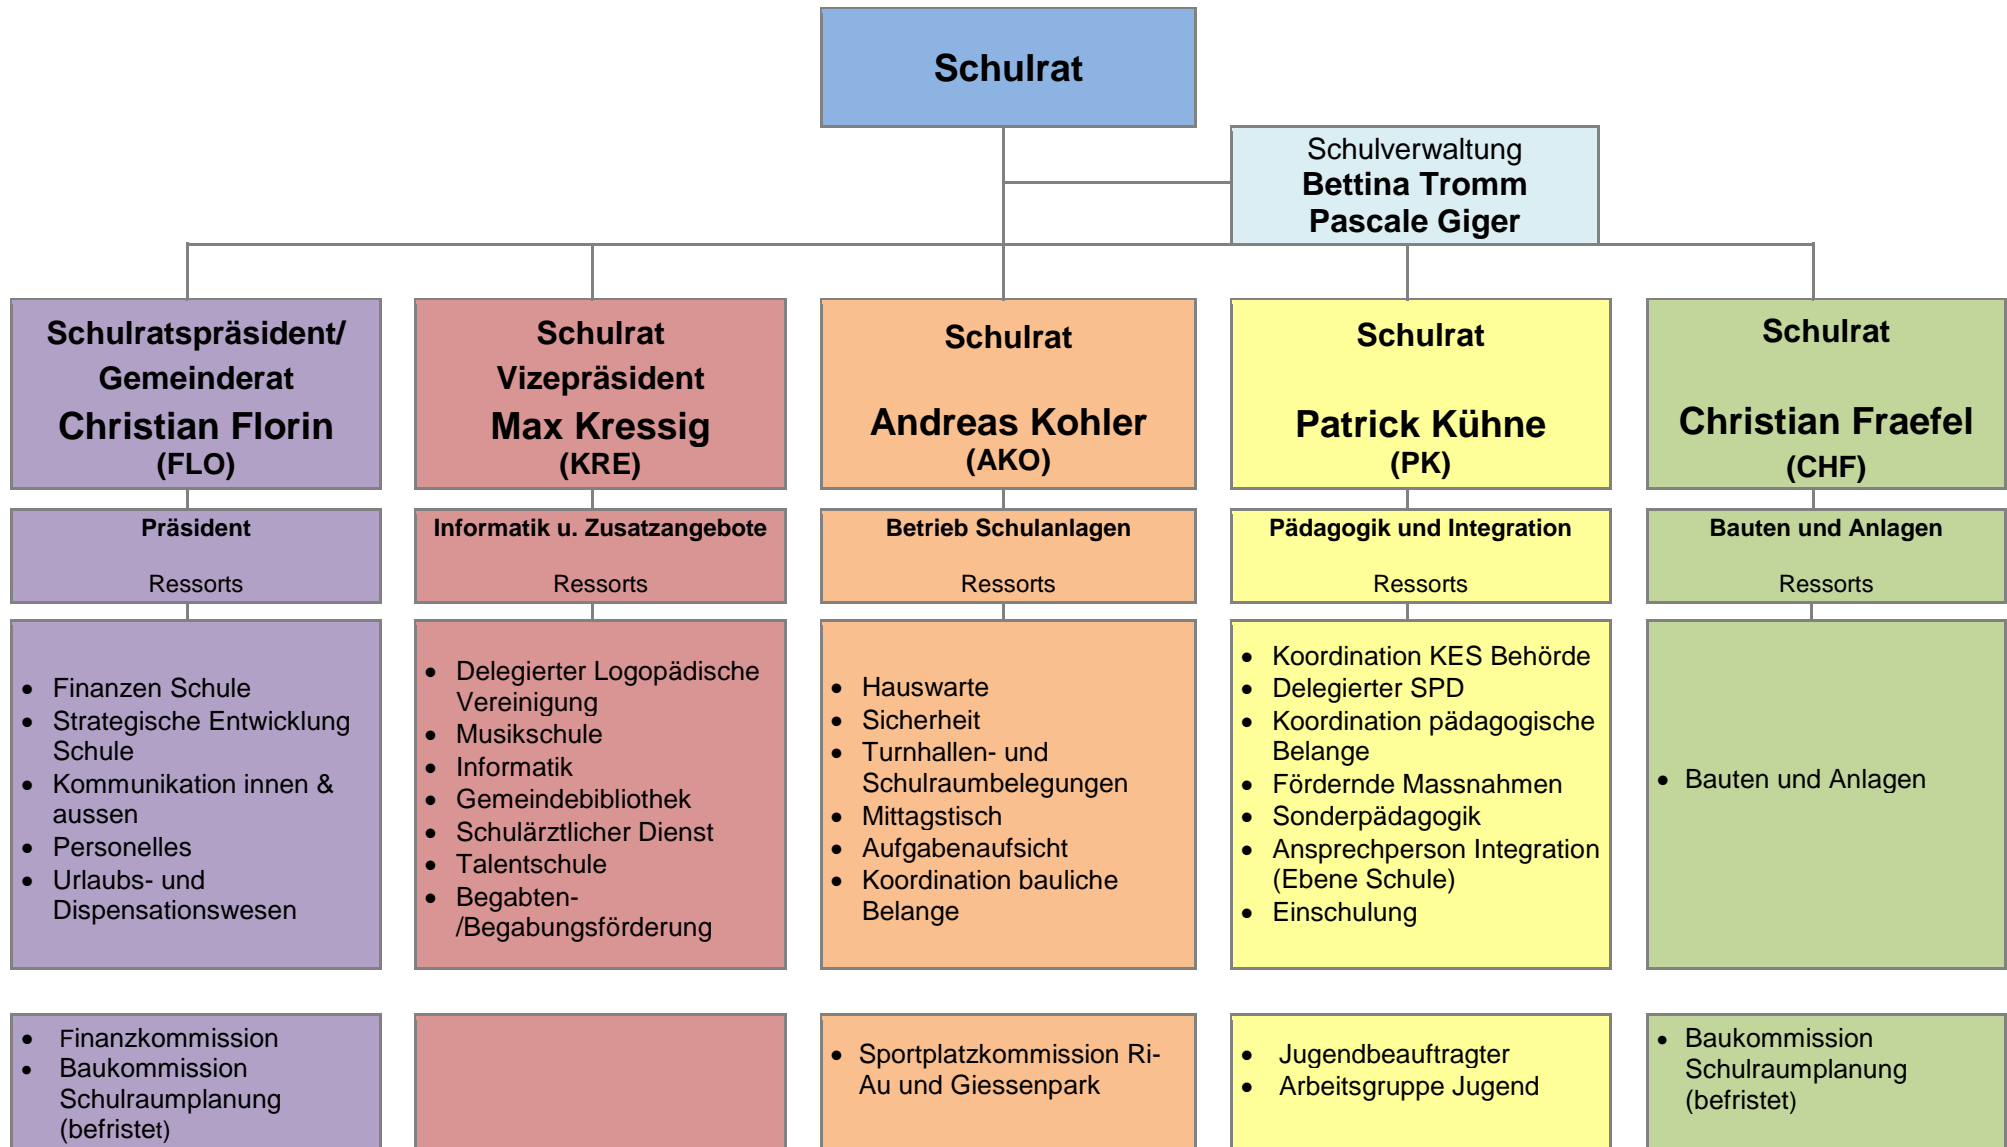 Schulrat
Schulverwaltung
Bettina Tromm
Pascale Giger
Schulratspräsident/
Gemeinderat
Christian Florin
(FLO)
Schulrat
Vizepräsident
Max Kressig
(KRE)
Schulrat
Andreas Kohler
(AKO)
Schulrat
Patrick Kühne
(PK)
Schulrat
Christian Fraefel
(CHF)
Präsident
Ressorts
Informatik u. Zusatzangebote
Ressorts
Betrieb Schulanlagen
Ressorts
Pädagogik und Integration
Ressorts
Bauten und Anlagen
Ressorts
• Finanzen Schule
• Strategische Entwicklung
Schule
• Kommunikation innen &
aussen
• Personelles
• Urlaubs- und
Dispensationswesen
• Delegierter Logopädische
Vereinigung
• Musikschule
• Informatik
• Gemeindebibliothek
• Schulärztlicher Dienst
• Talentschule
• Begabten-
/Begabungsförderung
• Hauswarte
• Sicherheit
• Turnhallen- und
Schulraumbelegungen
• Mittagstisch
• Aufgabenaufsicht
• Koordination bauliche
Belange
• Koordination KES Behörde
• Delegierter SPD
• Koordination pädagogische
Belange
• Fördernde Massnahmen
• Sonderpädagogik
• Ansprechperson Integration
(Ebene Schule)
• Einschulung
• Bauten und Anlagen
• Finanzkommission
• Baukommission
Schulraumplanung
(befristet)
• Sportplatzkommission Ri-
Au und Giessenpark
• Jugendbeauftragter
• Arbeitsgruppe Jugend
• Baukommission
Schulraumplanung
(befristet)